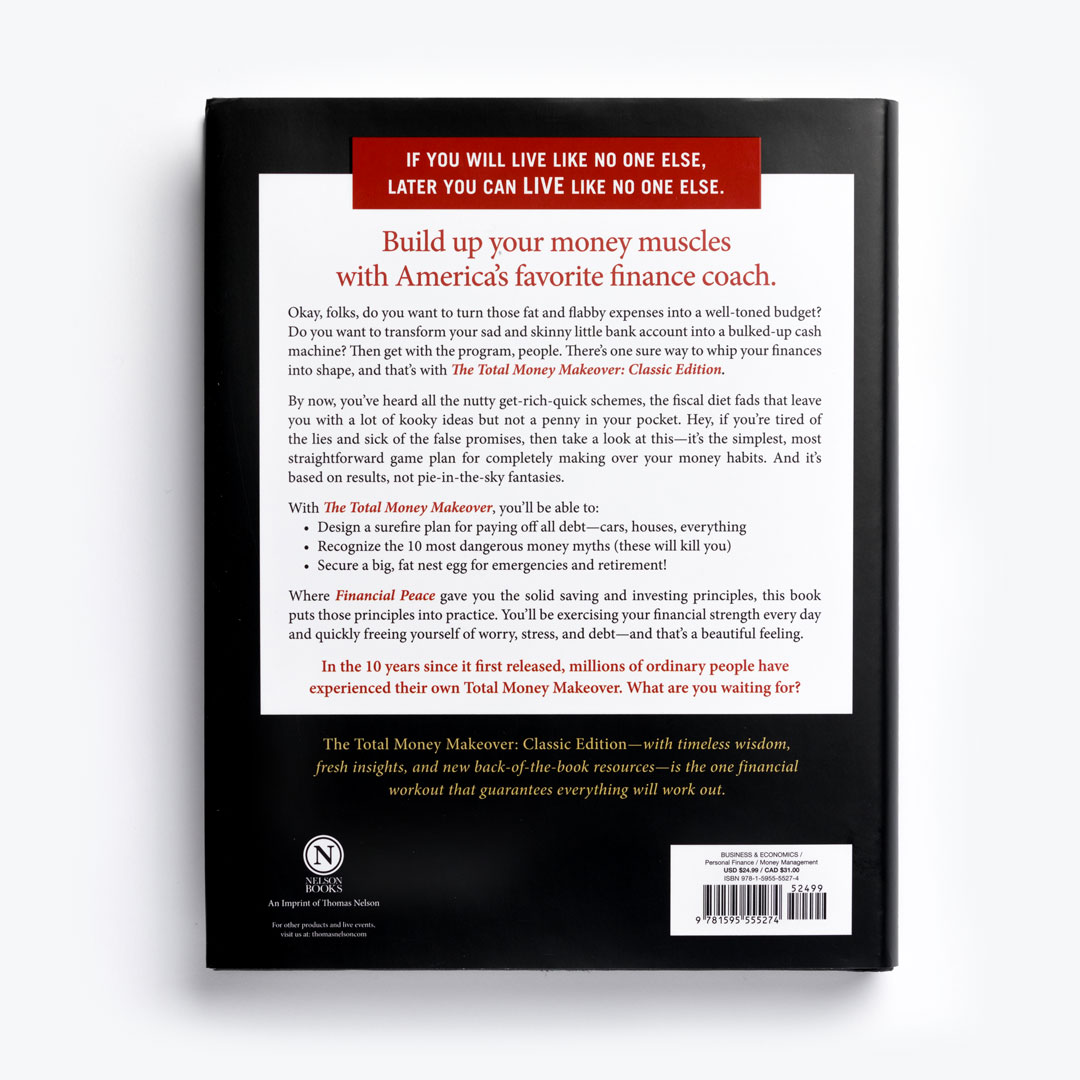 IF YOU WILL LIVE LIKE NO ONE ELSE,
LATER YOU CAN LIVE LIKE NO ONE ELSE.
Build up your money muscles
with America's favorite finance coach.
Okay, folks, do you want to turn those fat and flabby expenses into a well-toned budget?
Do you want to transform your sad and skinny little bank account into a bulked-up cash
machine? Then get with the program, people. There's one sure way to whip your finances
into shape, and that's with The Total Money Makeover: Classic Edition.
By now, you've heard all the nutty get-rich-quick schemes, the fiscal diet fads that leave
you with a lot of kooky ideas but not a penny in your pocket. Hey, if you're tired of
the lies and sick of the false promises, then take a look at this—it's the simplest, most
straightforward game plan for completely making over your money habits. And it's
based on results, not pie-in-the-sky fantasies.
With The Total Money Makeover, you'll be able to:
• Design a surefire plan for paying off all debt—cars, houses, everything
• Recognize the 10 most dangerous money myths (these will kill you)
• Secure a big, fat nest egg for emergencies and retirement!
Where Financial Peace gave you the solid saving and investing principles, this book
puts those principles into practice. You'll be exercising your financial strength every day
and quickly freeing yourself of worry, stress, and debt—and that's a beautiful feeling.
In the 10 years since it first released, millions of ordinary people have
experienced their own Total Money Makeover. What are you waiting for?
The Total Money Makeover: Classic Edition—with timeless wisdom,
fresh insights, and new back-of-the-book resources—is the one financial
workout that guarantees everything will work out.
N
NELSON
BOOKS
An Imprint of Thomas Nelson
For other products and live events,
visit us at: thomasnelson.com
BUSINESS & ECONOMICS /
Personal Finance / Money Management
USD $24.99 / CAD $31.00
ISBN 978-1-5955-5527-4
52499
9 781595 555274